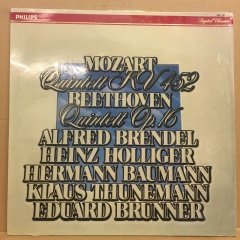 PHILIPS
Digital Classics
MOZART
Quintett KV 452
BEETHOVEN
Quintett Op. 16
ALFRED BRENDEL
HEINZ HOLLIGER
HERMANN BAUMANN
KLAUS THUNEMANN
EDUARD BRUNNER